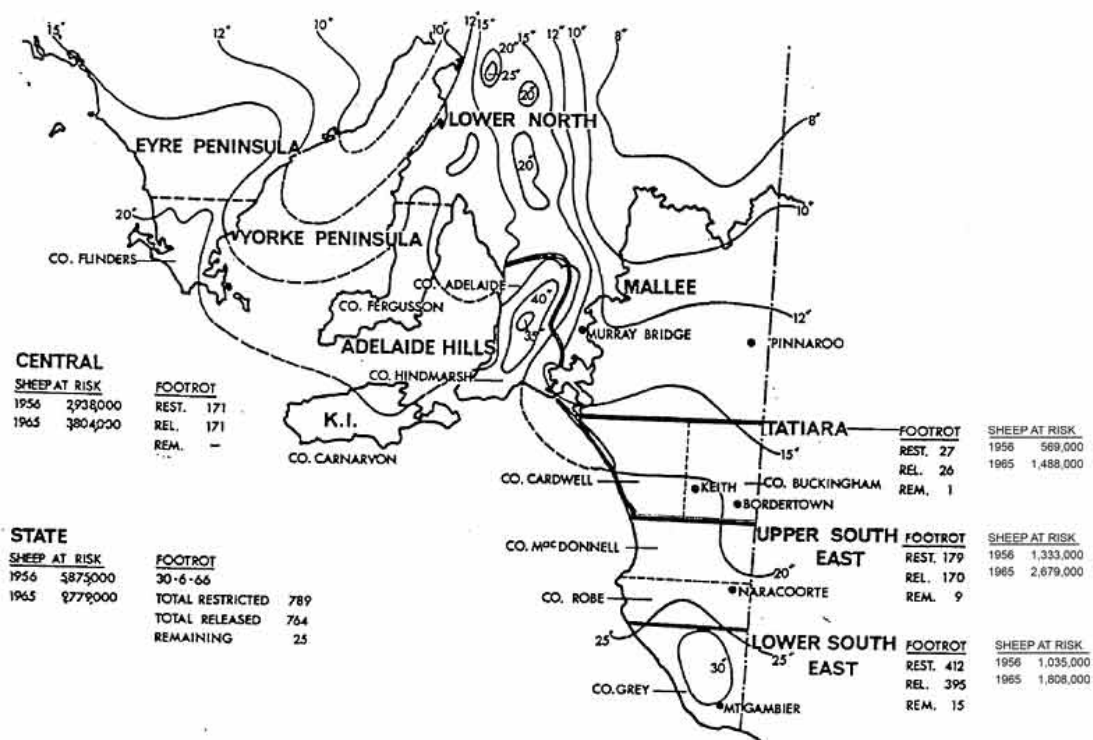 15"
12"
10"
12"
15"
10"
20"
15"
12"
10"
8"
25"
20"
LOWER NORTH
8"
EYRE PENINSULA
20"
10"
20"
YORKE PENINSULA
CO. FLINDERS
CO. ADELAIDE
MALLEE
40"
CO. FERGUSSON
12"
35"
MURRAY BRIDGE
PINNAROO
ADELAIDE HILLS
CO. HINDMARSH
CENTRAL
SHEEP AT RISK
1956 2,938,000
1965 3,804,000
FOOTROT
REST. 171
REL. 171
REM. –
K.I.
CO. CARNARVON
TATIARA
15"
FOOTROT
REST. 27
REL. 26
REM. 1
SHEEP AT RISK
1956 569,000
1965 1,488,000
CO. CARDWELL
KEITH
CO. BUCKINGHAM
BORDERTOWN
STATE
SHEEP AT RISK
1956 5,875,000
1965 9,779,000
FOOTROT
30-6-66
TOTAL RESTRICTED 789
TOTAL RELEASED 764
REMAINING 25
CO. MacDONNELL
UPPER SOUTH
EAST
20"
FOOTROT
REST. 179
REL. 170
REM. 9
SHEEP AT RISK
1956 1,333,000
1965 2,679,000
CO. ROBE
NARACOORTE
25"
LOWER SOUTH
EAST
25"
30"
CO. GREY
MT GAMBIER
FOOTROT
REST. 412
REL. 395
REM. 15
SHEEP AT RISK
1956 1,035,000
1965 1,808,000